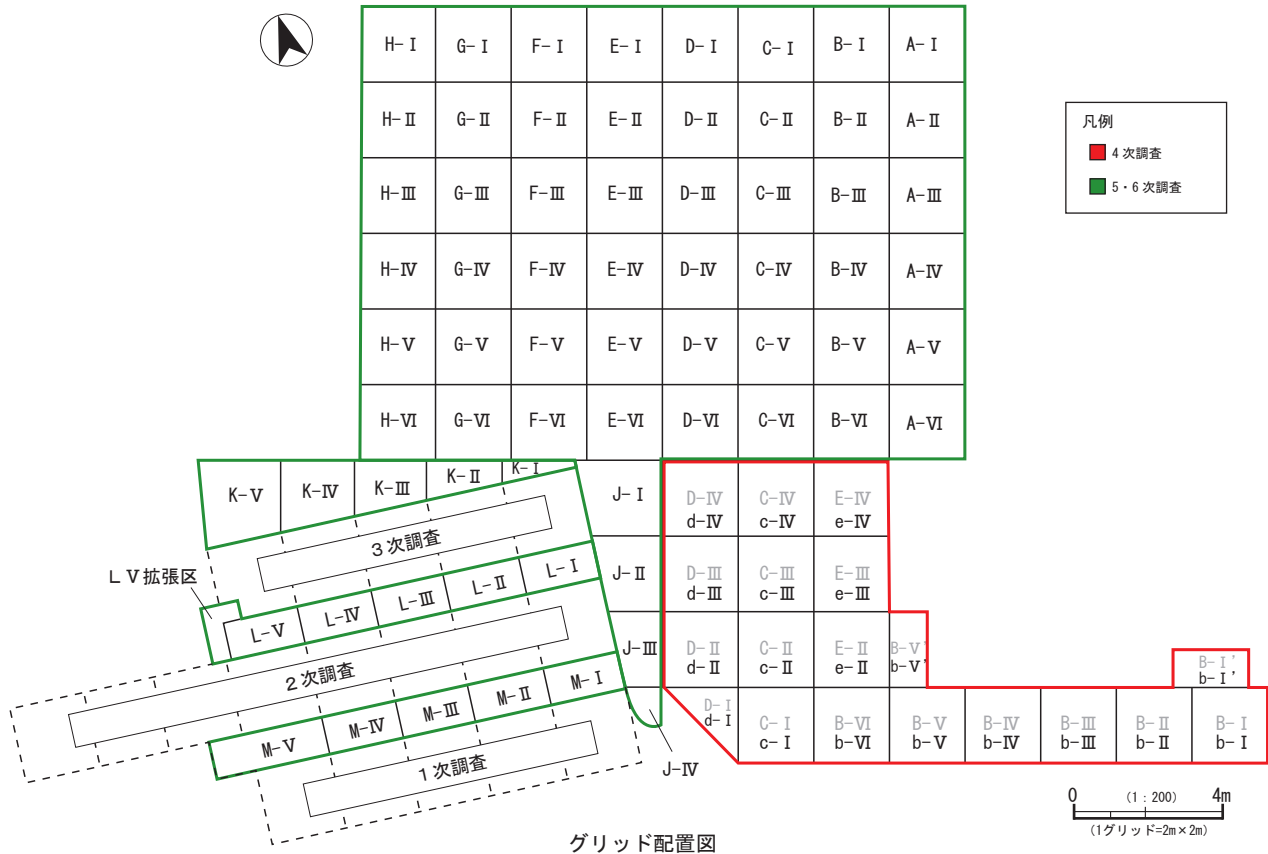 H-Ⅰ G-Ⅰ F-Ⅰ E-Ⅰ D-Ⅰ C-Ⅰ B-Ⅰ A-Ⅰ
H-Ⅱ G-Ⅱ F-Ⅱ E-Ⅱ D-Ⅱ C-Ⅱ B-Ⅱ A-Ⅱ
H-Ⅲ G-Ⅲ F-Ⅲ E-Ⅲ D-Ⅲ C-Ⅲ B-Ⅲ A-Ⅲ
H-Ⅳ G-Ⅳ F-Ⅳ E-Ⅳ D-Ⅳ C-Ⅳ B-Ⅳ A-Ⅳ
H-Ⅴ G-Ⅴ F-Ⅴ E-Ⅴ D-Ⅴ C-Ⅴ B-Ⅴ A-Ⅴ
H-Ⅵ G-Ⅵ F-Ⅵ E-Ⅵ D-Ⅵ C-Ⅵ B-Ⅵ A-Ⅵ
凡例
4次調査
5・6次調査
K-Ⅴ K-Ⅳ K-Ⅲ K-Ⅱ K-Ⅰ
3次調査
LⅤ拡張区
L-Ⅴ L-Ⅳ L-Ⅲ L-Ⅱ L-Ⅰ
2次調査
M-Ⅴ M-Ⅳ M-Ⅲ M-Ⅱ M-Ⅰ
1次調査
J-Ⅰ
J-Ⅱ
J-Ⅲ
J-Ⅳ
D-Ⅳ C-Ⅳ E-Ⅳ
d-Ⅳ c-Ⅳ e-Ⅳ
D-Ⅲ C-Ⅲ E-Ⅲ
d-Ⅲ c-Ⅲ e-Ⅲ
D-Ⅱ C-Ⅱ E-Ⅱ B-Ⅴ' B-Ⅰ'
d-Ⅱ c-Ⅱ e-Ⅱ b-Ⅴ' b-Ⅰ'
D-Ⅰ C-Ⅰ B-Ⅵ B-Ⅴ B-Ⅳ B-Ⅲ B-Ⅱ B-Ⅰ
d-Ⅰ c-Ⅰ b-Ⅵ b-Ⅴ b-Ⅳ b-Ⅲ b-Ⅱ b-Ⅰ
0 (1:200) 4m
(1グリッド=2m×2m)
グリッド配置図